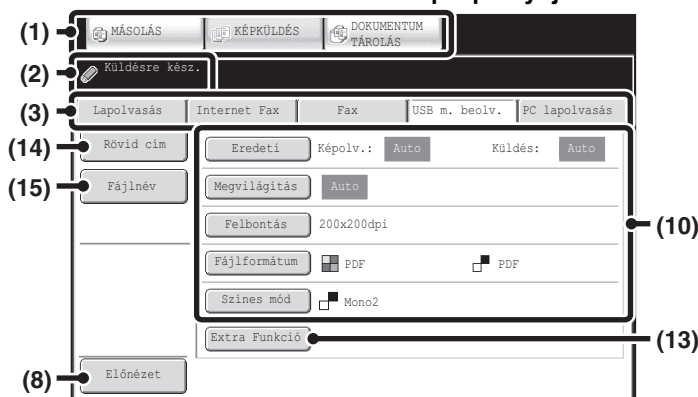 (1)
MÁSOLÁS
KÉPKÜLDÉS
DOKUMENTUM
TÁROLÁS
(2)
Küldésre kész.
(3)
Lapolvasás
Internet Fax
Fax
USB m. beolv.
PC lapolvasás
(14)
Rövid cím
Eredeti
Képolv.:
Auto
Küldés:
Auto
(15)
Fájlnév
Megvilágítás
Auto
Felbontás
200x200dpi
(10)
Fájlformátum
PDF
PDF
Színes mód
Mono2
Extra Funkció
(13)
(8)
Előnézet